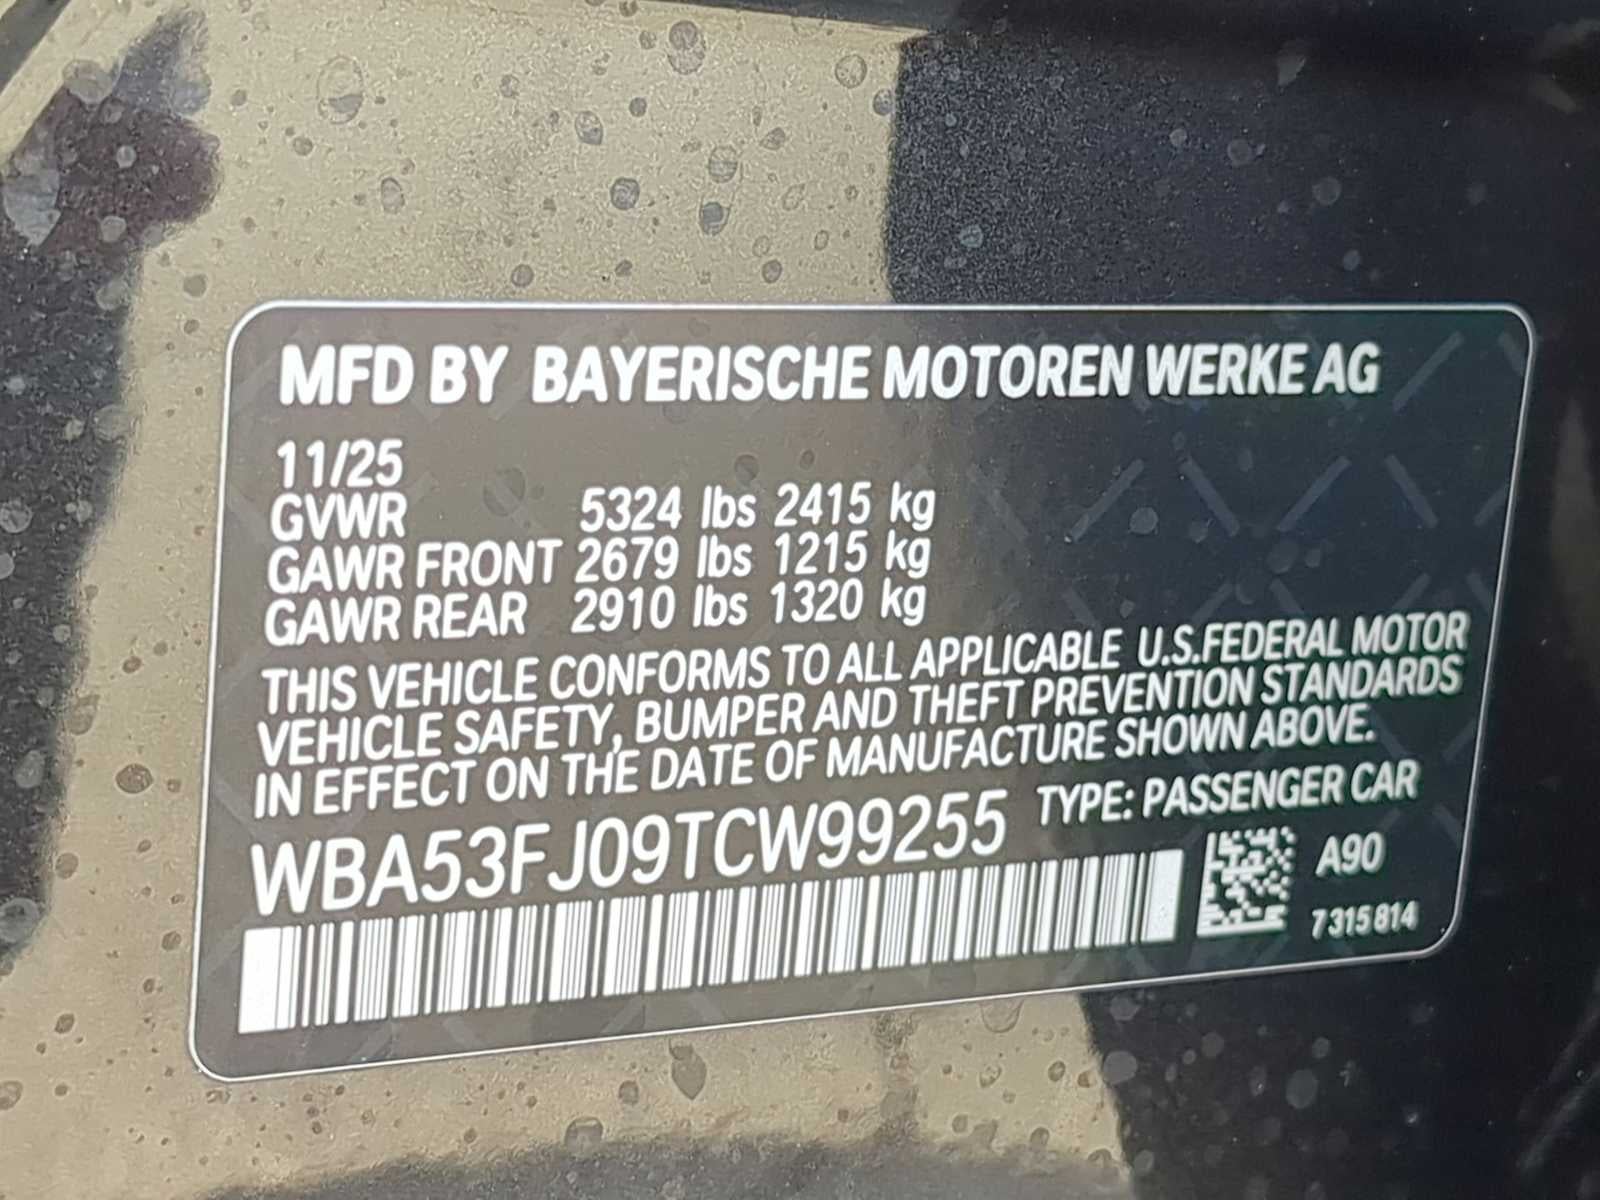 MFD BY BAYERISCHE MOTOREN WERKE AG
11/25
GVWR 5324 lbs 2415 kg
GAWR FRONT 2679 lbs 1215 kg
GAWR REAR 2910 lbs 1320 kg
THIS VEHICLE CONFORMS TO ALL APPLICABLE U.S.FEDERAL MOTOR
VEHICLE SAFETY, BUMPER AND THEFT PREVENTION STANDARDS
IN EFFECT ON THE DATE OF MANUFACTURE SHOWN ABOVE.
WBA53FJ09TCW99255 TYPE: PASSENGER CAR
A90
7315814